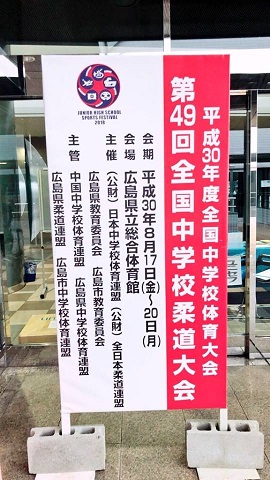 平成30年度全国中学校体育大会
第49回全国中学校柔道大会
会期 平成30年8月17日(金)～20日(月)
会場 広島県立総合体育館
主催 (公財)日本中学校体育連盟 (公財)全日本柔道連盟
広島県教育委員会 広島市教育委員会
主管 中国中学校体育連盟 広島県中学校体育連盟
広島県柔道連盟 広島市中学校体育連盟
JUNIOR HIGH SCHOOL
SPORTS FESTIVAL
2018